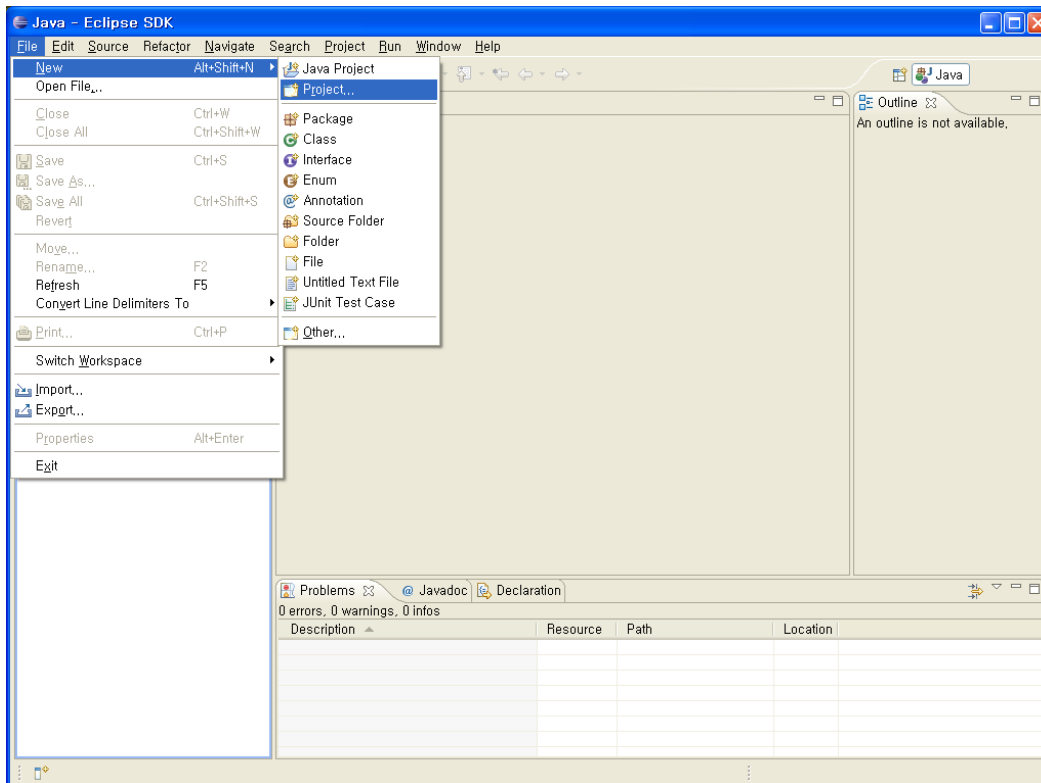 Java - Eclipse SDK
File Edit Source Refactor Navigate Search Project Run Window Help
New Alt+Shift+N
Open File...
Close Ctrl+W
Close All Ctrl+Shift+W
Save Ctrl+S
Save As...
Save All Ctrl+Shift+S
Revert
Move...
Rename... F2
Refresh F5
Convert Line Delimiters To
Print... Ctrl+P
Switch Workspace
Import...
Export...
Properties Alt+Enter
Exit
Java Project
Project...
Package
Class
Interface
Enum
Annotation
Source Folder
Folder
File
Untitled Text File
JUnit Test Case
Other...
Java
Outline
An outline is not available.
Problems @ Javadoc Declaration
0 errors, 0 warnings, 0 infos
Description Resource Path Location